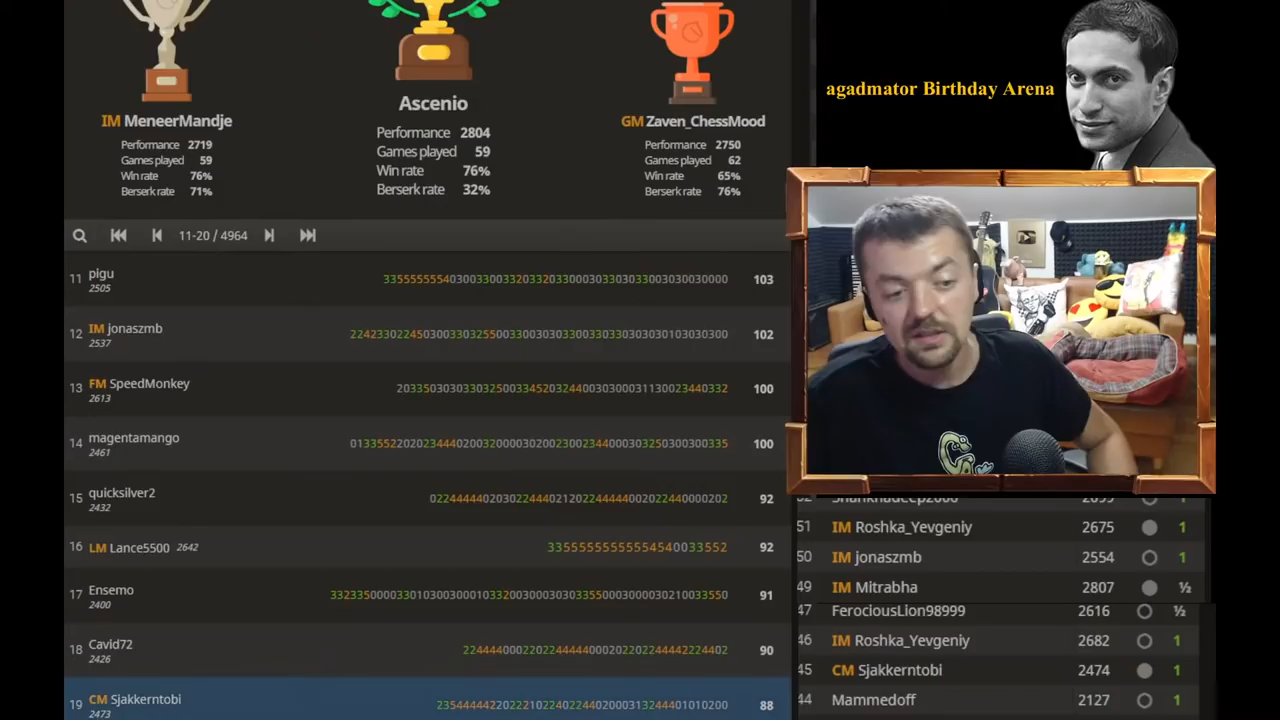 agadmator Birthday Arena
Ascenio
IM MeneerMandje
GM Zaven_ChessMood
Performance 2719
Games played 59
Win rate 76%
Berserk rate 71%
Performance 2804
Games played 59
Win rate 76%
Berserk rate 32%
Performance 2750
Games played 62
Win rate 65%
Berserk rate 76%
11-20 / 4964
11 plgu 103
2505
12 IM jonaszmb 102
2537
13 FM SpeedMonkey 100
2613
14 magentamango 100
2461
15 quicksilver2 92
2432
16 LM Lance5500 2642 92
17 Ensemo 91
2400
18 Cavid72 90
2426
19 CM Sjakkerntobi 88
2473
51 IM Roshka_Yevgeniy 2675 1
50 IM jonaszmb 2554 1
49 IM Mitrabha 2807 ½
47 FerociousLion98999 2616 ½
46 IM Roshka_Yevgeniy 2682 1
45 CM Sjakkerntobi 2474 1
44 Mammedoff 2127 1